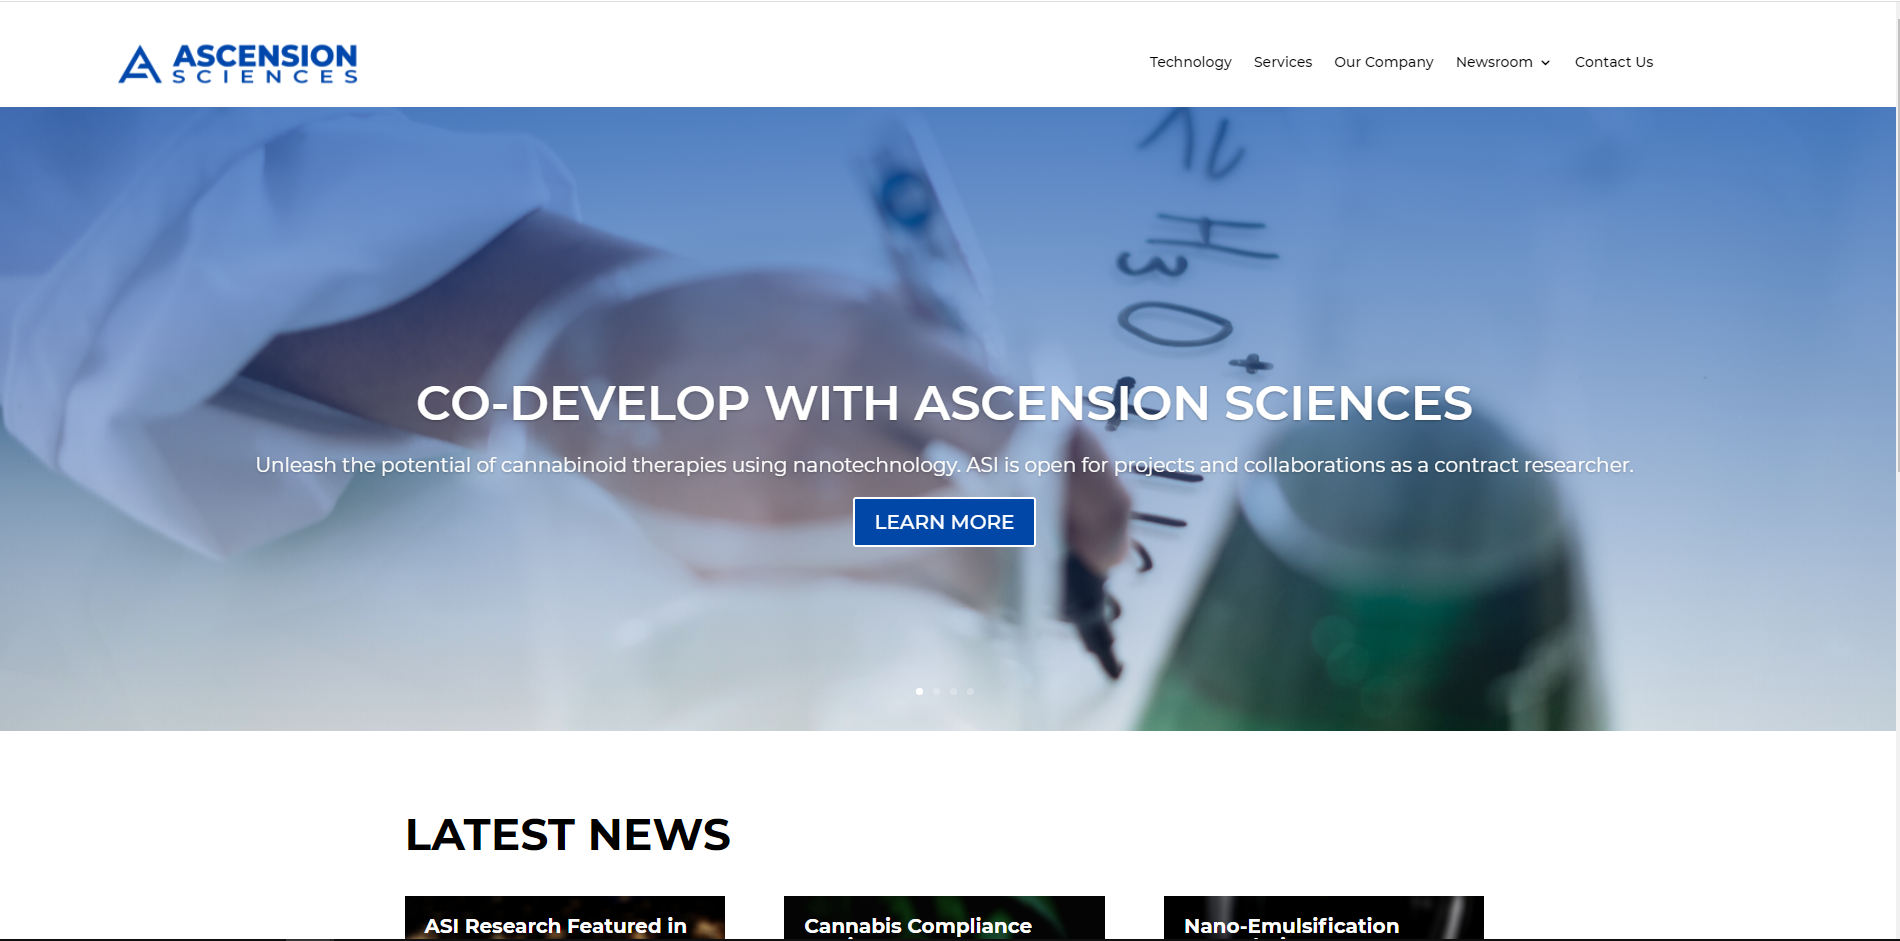 ASCENSION
SCIENCES
Technology Services Our Company Newsroom Contact Us
H3O+
CO-DEVELOP WITH ASCENSION SCIENCES
Unleash the potential of cannabinoid therapies using nanotechnology. ASI is open for projects and collaborations as a contract researcher.
LEARN MORE
LATEST NEWS
ASI Research Featured in
Cannabis Compliance
Nano-Emulsification